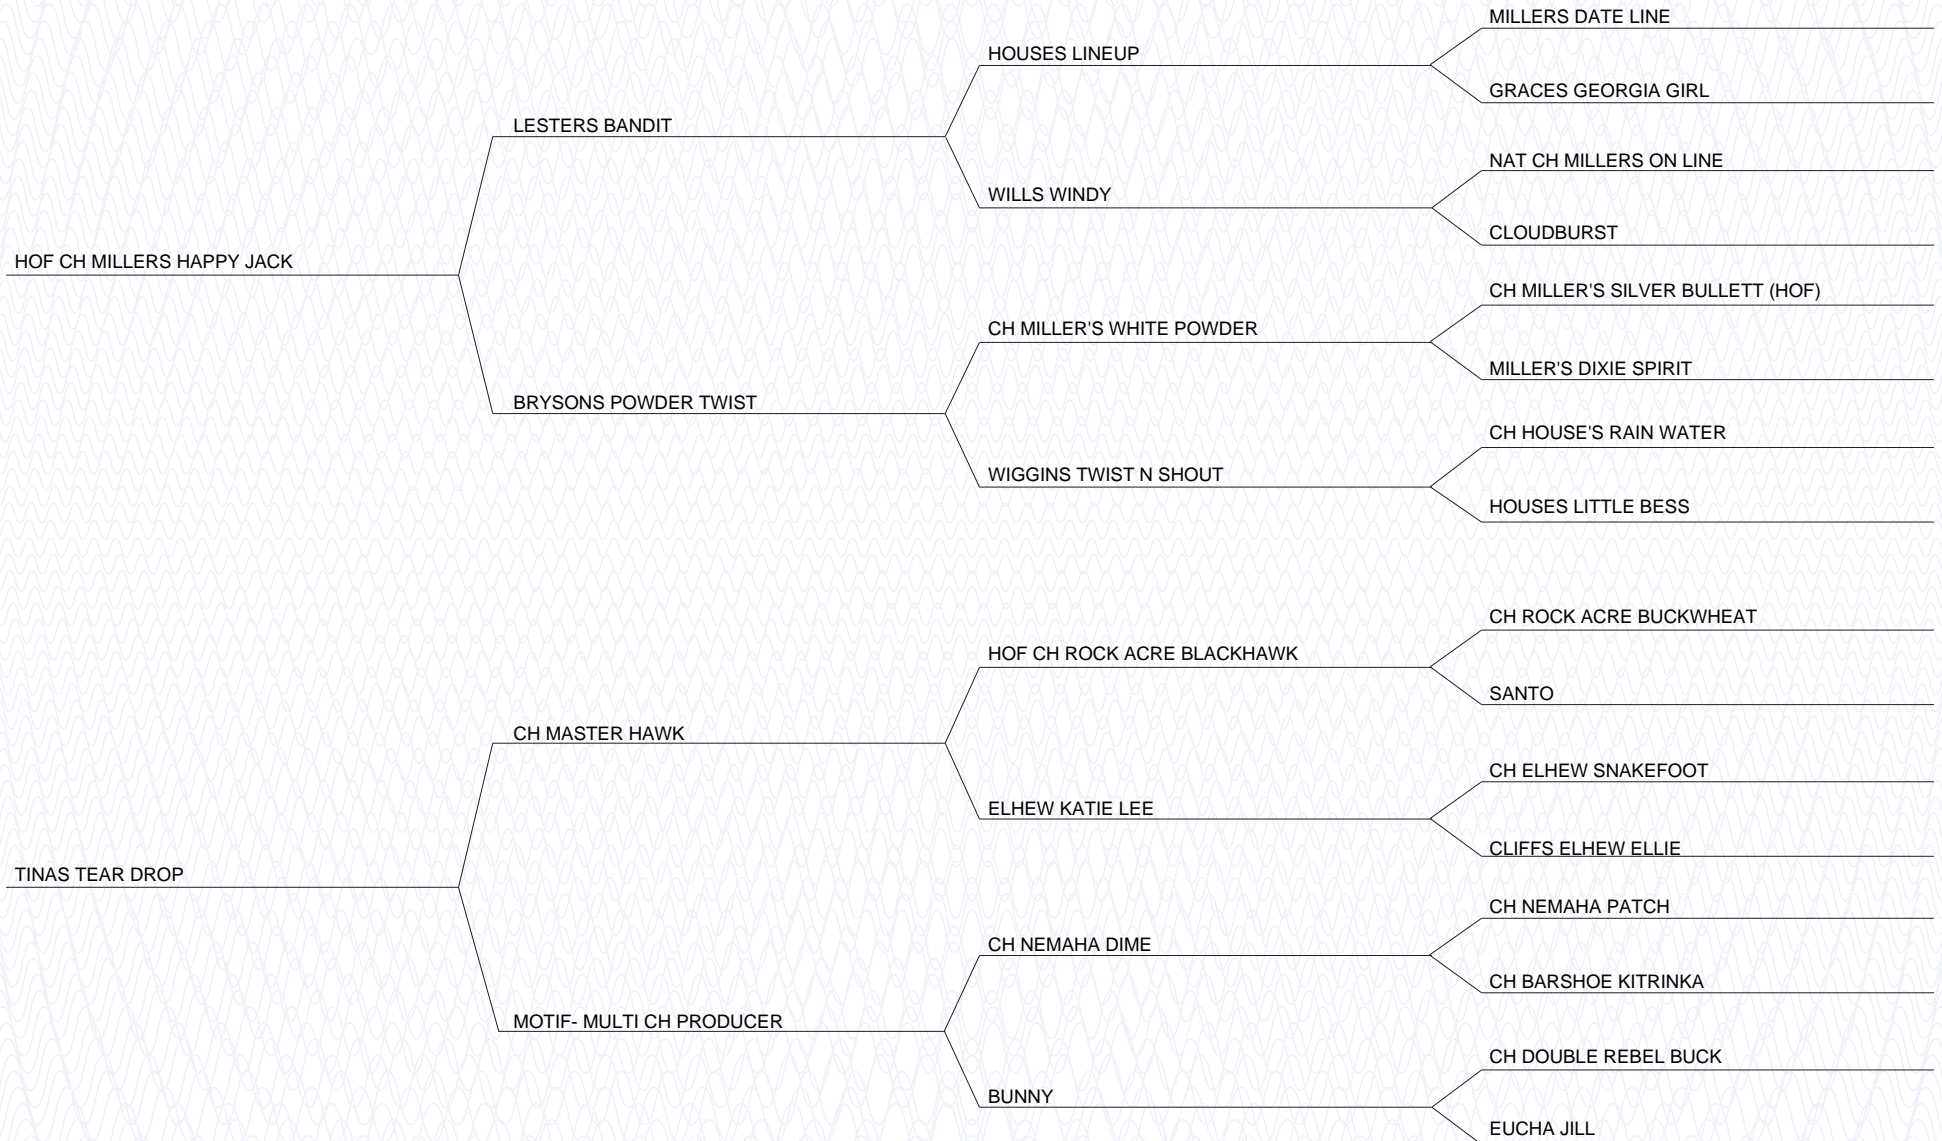 MILLERS DATE LINE
HOUSES LINEUP
GRACES GEORGIA GIRL
LESTERS BANDIT
NAT CH MILLERS ON LINE
WILLS WINDY
CLOUDBURST
HOF CH MILLERS HAPPY JACK
CH MILLER'S SILVER BULLETT (HOF)
CH MILLER'S WHITE POWDER
MILLER'S DIXIE SPIRIT
BRYSONS POWDER TWIST
CH HOUSE'S RAIN WATER
WIGGINS TWIST N SHOUT
HOUSES LITTLE BESS
CH ROCK ACRE BUCKWHEAT
HOF CH ROCK ACRE BLACKHAWK
SANTO
CH MASTER HAWK
CH ELHEW SNAKEFOOT
ELHEW KATIE LEE
CLIFFS ELHEW ELLIE
TINAS TEAR DROP
CH NEMAHA PATCH
CH NEMAHA DIME
CH BARSHOE KITRINKA
MOTIF- MULTI CH PRODUCER
CH DOUBLE REBEL BUCK
BUNNY
EUCHA JILL